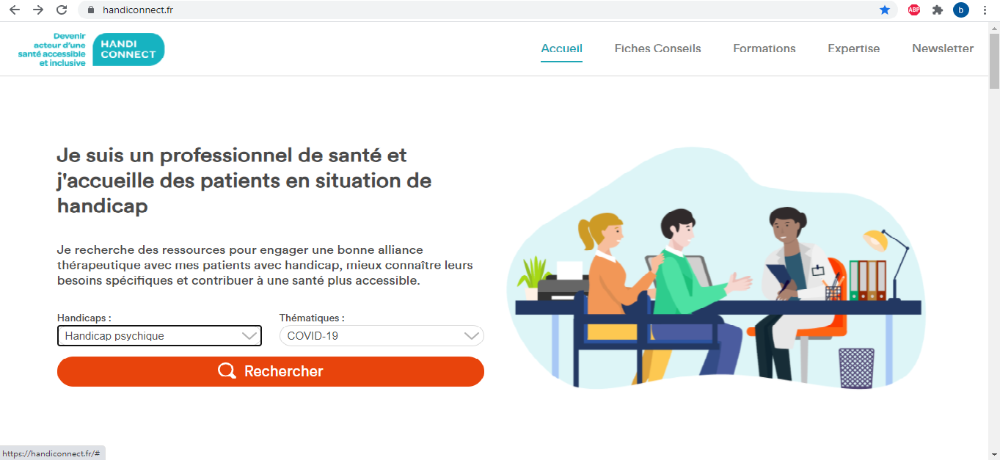 handiconnect.fr
ABP
b
Devenir
acteur d'une
santé accessible
et inclusive
HANDI
CONNECT
Accueil
Fiches Conseils
Formations
Expertise
Newsletter
Je suis un professionnel de santé et
j'accueille des patients en situation de
handicap
Je recherche des ressources pour engager une bonne alliance
thérapeutique avec mes patients avec handicap, mieux connaître leurs
besoins spécifiques et contribuer à une santé plus accessible.
Handicaps :
Thématiques :
Handicap psychique
COVID-19
Rechercher
https://handiconnect.fr/#